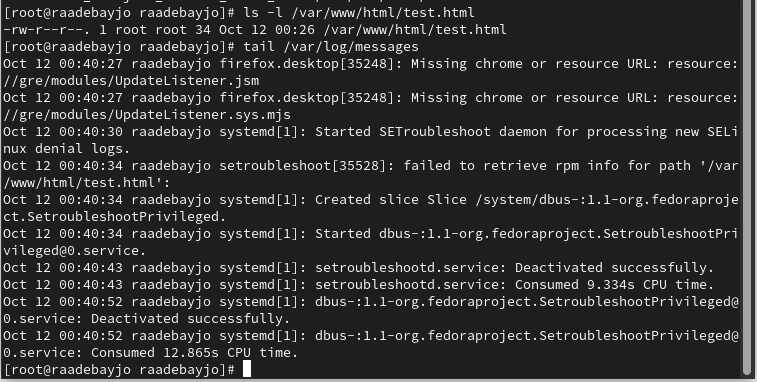 [root@raadebayjo raadebayjo]# ls -l /var/www/html/test.html
-rw-r--r--. 1 root root 34 Oct 12 00:26 /var/www/html/test.html
[root@raadebayjo raadebayjo]# tail /var/log/messages
Oct 12 00:40:27 raadebayjo firefox.desktop[35248]: Missing chrome or resource URL: resource:
//gre/modules/UpdateListener.jsm
Oct 12 00:40:27 raadebayjo firefox.desktop[35248]: Missing chrome or resource URL: resource:
//gre/modules/UpdateListener.sys.mjs
Oct 12 00:40:30 raadebayjo systemd[1]: Started SETroubleshoot daemon for processing new SELi
nux denial logs.
Oct 12 00:40:34 raadebayjo setroubleshoot[35528]: failed to retrieve rpm info for path '/var
/www/html/test.html':
Oct 12 00:40:34 raadebayjo systemd[1]: Created slice Slice /system/dbus-:1.1-org.fedoraproje
ct.SetroubleshootPrivileged.
Oct 12 00:40:34 raadebayjo systemd[1]: Started dbus-:1.1-org.fedoraproject.SetroubleshootPri
vileged@0.service.
Oct 12 00:40:43 raadebayjo systemd[1]: setroubleshootd.service: Deactivated successfully.
Oct 12 00:40:43 raadebayjo systemd[1]: setroubleshootd.service: Consumed 9.334s CPU time.
Oct 12 00:40:52 raadebayjo systemd[1]: dbus-:1.1-org.fedoraproject.SetroubleshootPrivileged@
0.service: Deactivated successfully.
Oct 12 00:40:52 raadebayjo systemd[1]: dbus-:1.1-org.fedoraproject.SetroubleshootPrivileged@
0.service: Consumed 12.865s CPU time.
[root@raadebayjo raadebayjo]#